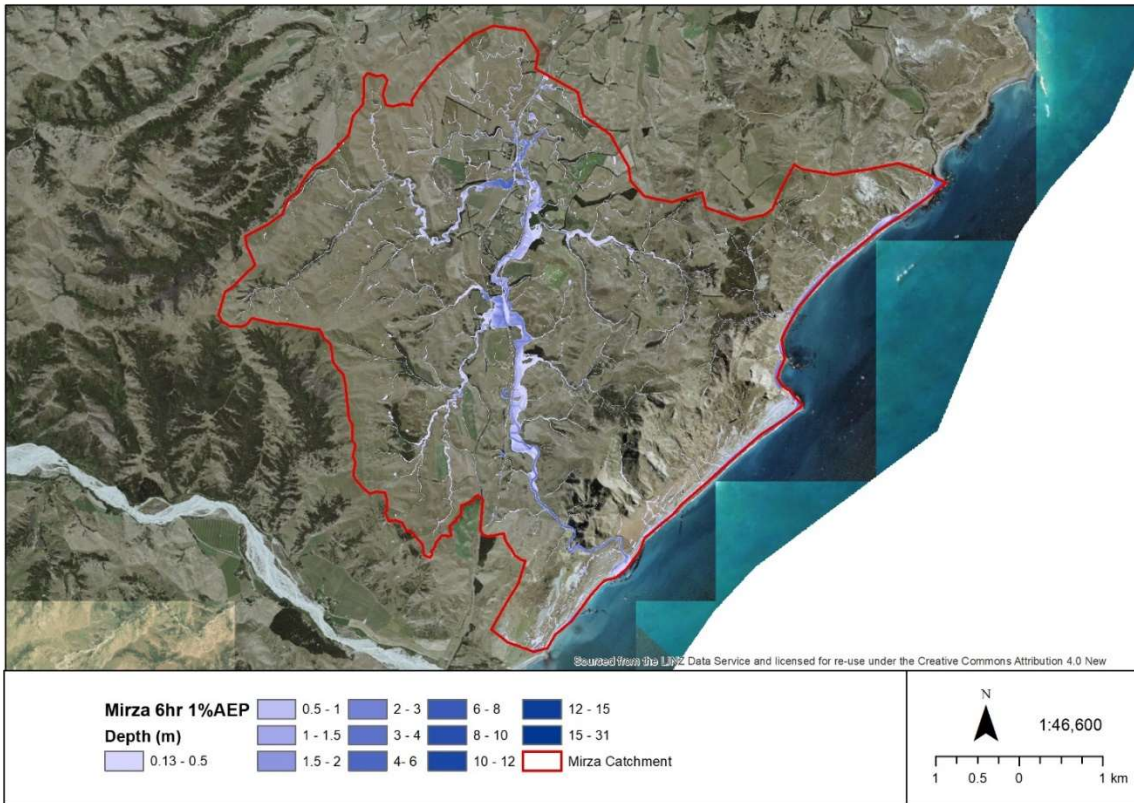 Sourced from the LINZ Data Service and licensed for re-use under the Creative Commons Attribution 4.0 New
Mirza 6hr 1%AEP
Depth (m)
0.13 - 0.5
0.5 - 1
1 - 1.5
1.5 - 2
2 - 3
3 - 4
4- 6
6 - 8
8 - 10
10 - 12
12 - 15
15 - 31
Mirza Catchment
N
1:46,600
1 0.5 0 1 km